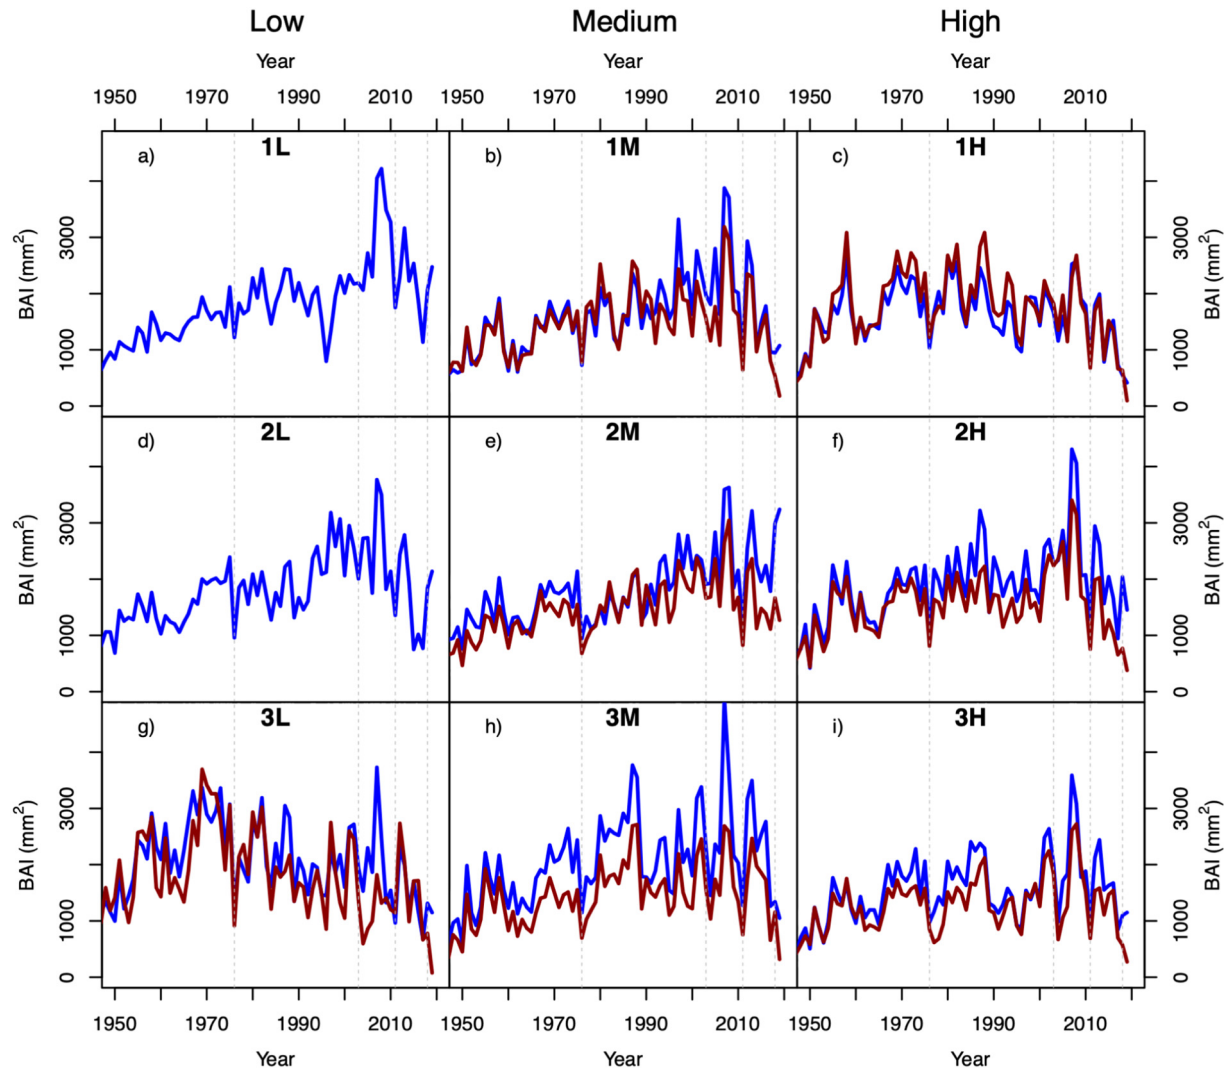 Low Medium High
Year Year Year
1950 1970 1990 2010 1950 1970 1990 2010 1950 1970 1990 2010
a) 1L b) 1M c) 1H
BAI (mm²) 0 1000 3000 BAI (mm²) 0 1000 3000
d) 2L e) 2M f) 2H
BAI (mm²) 0 1000 3000 BAI (mm²) 0 1000 3000
g) 3L h) 3M i) 3H
BAI (mm²) 0 1000 3000 BAI (mm²) 0 1000 3000
1950 1970 1990 2010 1950 1970 1990 2010 1950 1970 1990 2010
Year Year Year